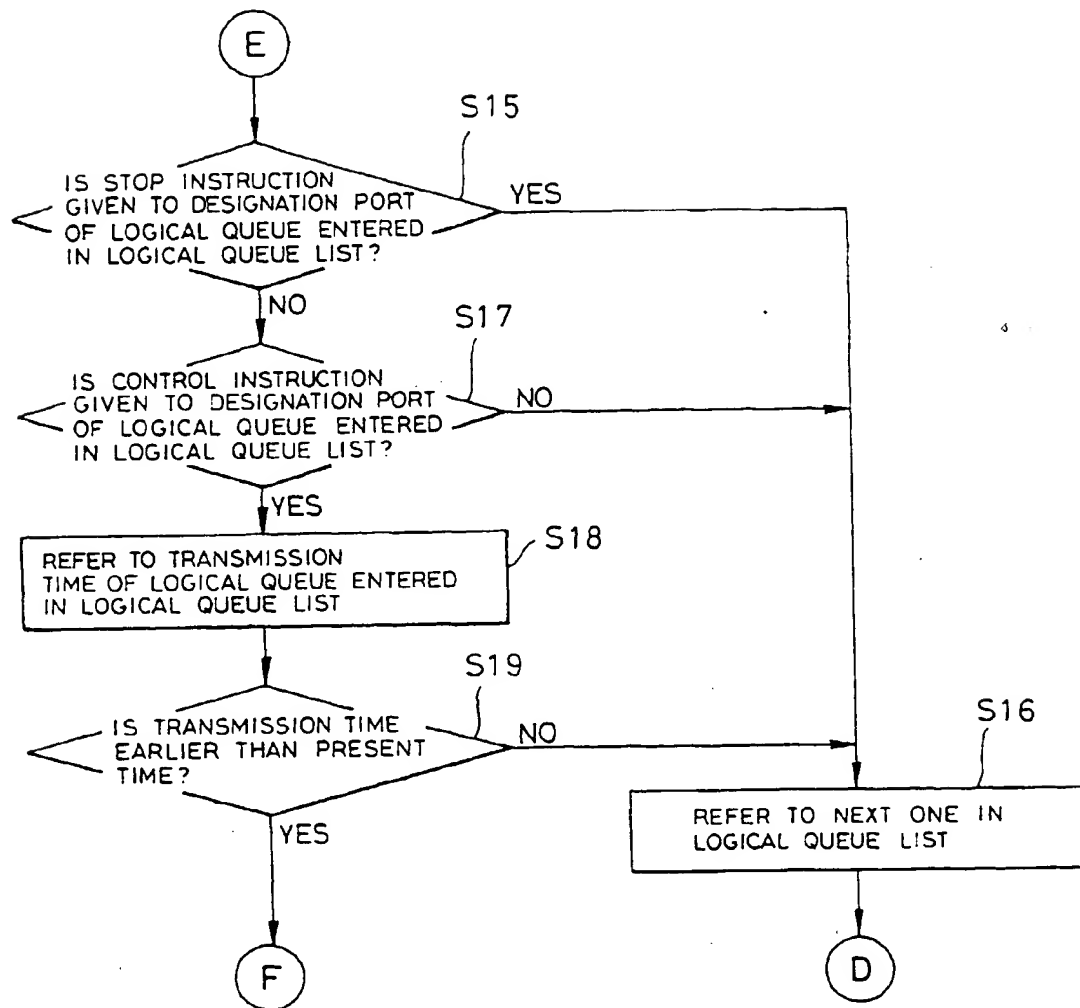 E
S15
IS STOP INSTRUCTION
GIVEN TO DESIGNATION PORT
OF LOGICAL QUEUE ENTERED
IN LOGICAL QUEUE LIST?
YES
NO
S17
IS CONTROL INSTRUCTION
GIVEN TO DESIGNATION PORT
OF LOGICAL QUEUE ENTERED
IN LOGICAL QUEUE LIST?
NO
YES
S18
REFER TO TRANSMISSION
TIME OF LOGICAL QUEUE ENTERED
IN LOGICAL QUEUE LIST
S19
IS TRANSMISSION TIME
EARLIER THAN PRESENT
TIME?
NO
YES
S16
REFER TO NEXT ONE IN
LOGICAL QUEUE LIST
F
D